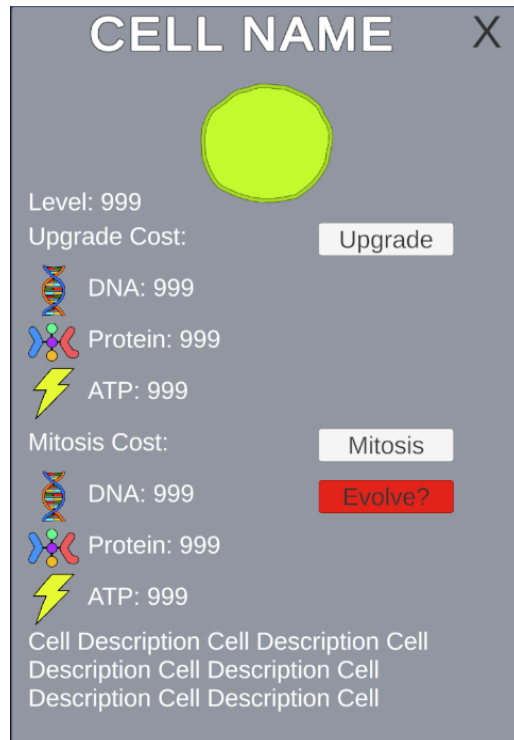 CELL NAME X
Level: 999
Upgrade Cost: Upgrade
DNA: 999
Protein: 999
ATP: 999
Mitosis Cost: Mitosis
DNA: 999 Evolve?
Protein: 999
ATP: 999
Cell Description Cell Description Cell
Description Cell Description Cell
Description Cell Description Cell